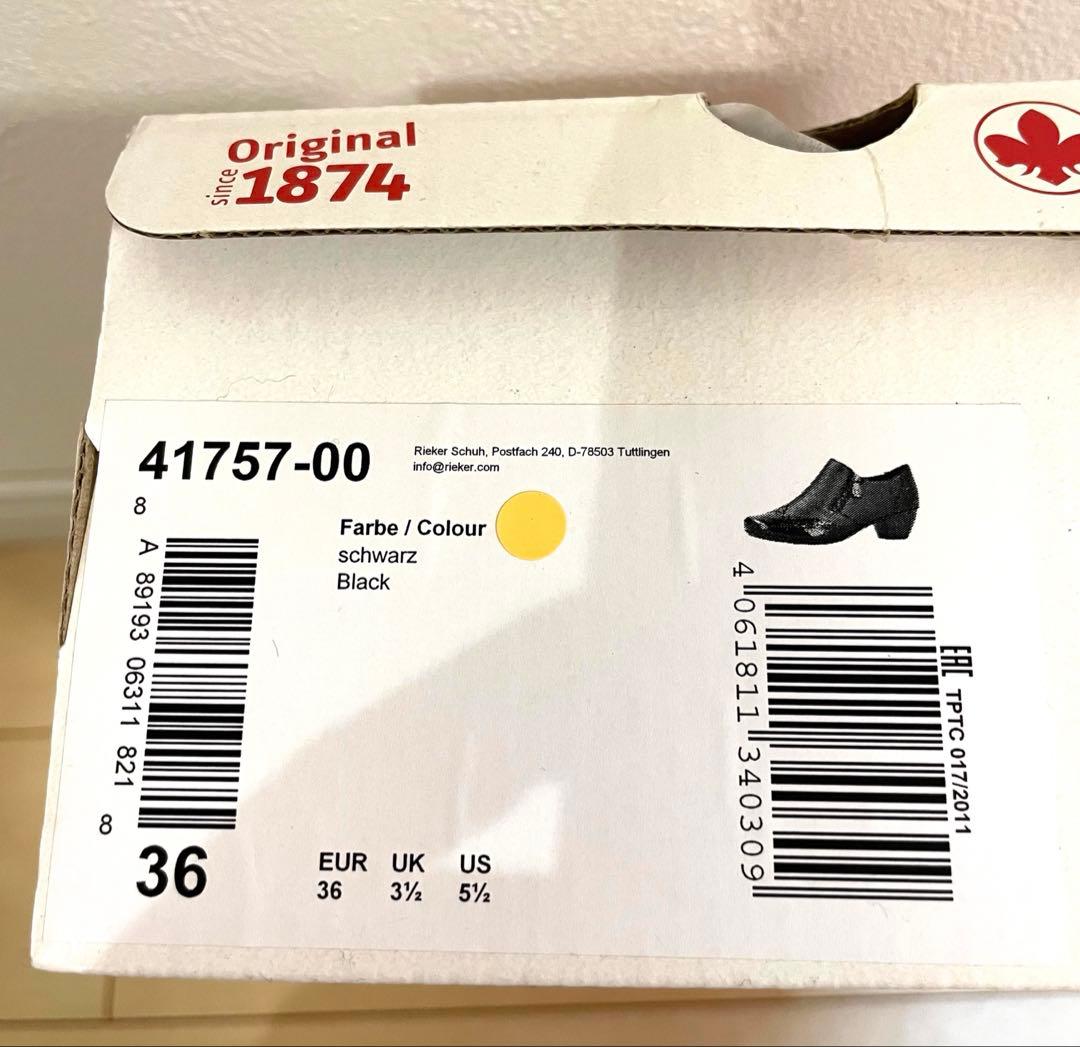 Original
since 1874
41757-00
Rieker Schuh, Postfach 240, D-78503 Tuttlingen
info@rieker.com
8
A 89193 06311 821
8
Farbe / Colour
schwarz
Black
4 061811 340309
EAC TPTC 017/2011
36
EUR UK US
36 3½ 5½